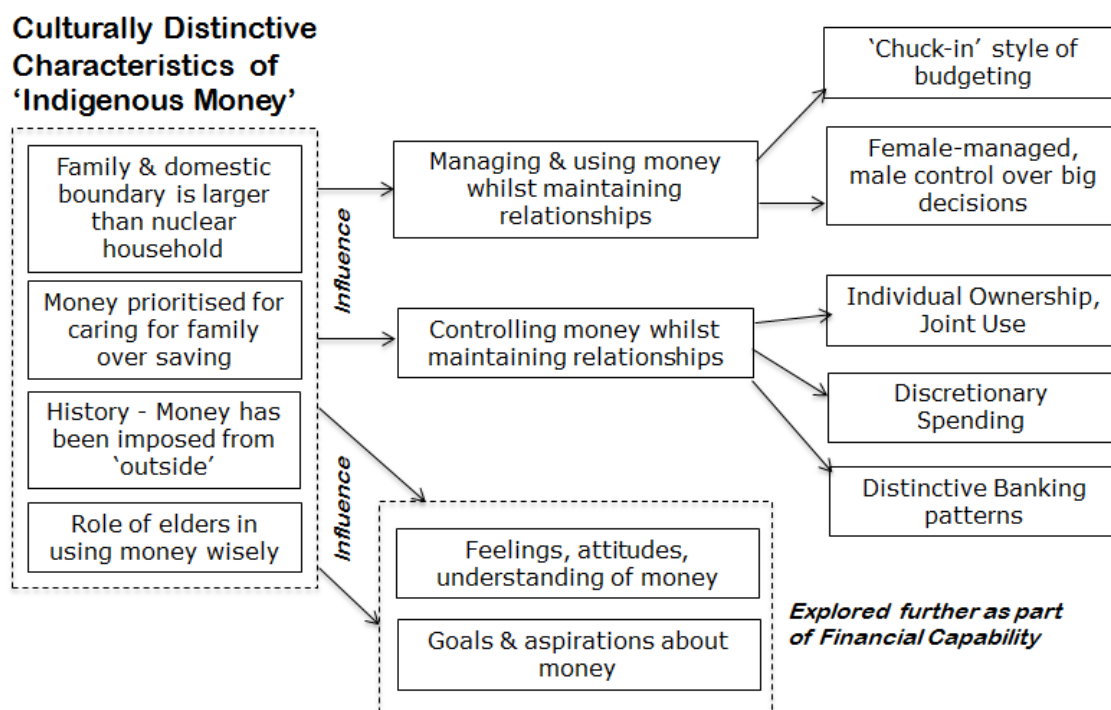 Culturally Distinctive
Characteristics of
‘Indigenous Money’
Family & domestic
boundary is larger
than nuclear
household
Money prioritised for
caring for family
over saving
History - Money has
been imposed from
‘outside’
Role of elders in
using money wisely
Influence
Influence
Managing & using money
whilst maintaining
relationships
Controlling money whilst
maintaining relationships
‘Chuck-in’ style of
budgeting
Female-managed,
male control over big
decisions
Individual Ownership,
Joint Use
Discretionary
Spending
Distinctive Banking
patterns
Feelings, attitudes,
understanding of money
Goals & aspirations about
money
Explored further as part
of Financial Capability